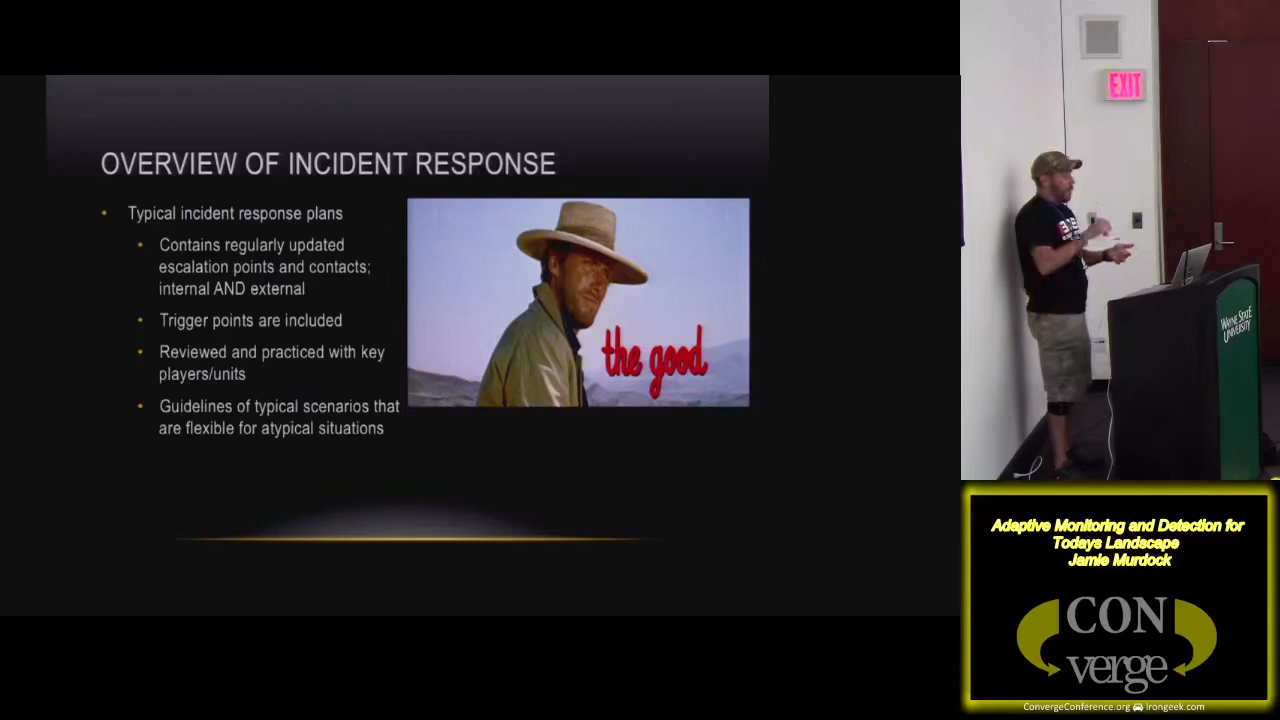 OVERVIEW OF INCIDENT RESPONSE
Typical incident response plans
Contains regularly updated
escalation points and contacts;
internal AND external
Trigger points are included
Reviewed and practiced with key
players/units
Guidelines of typical scenarios that
are flexible for atypical situations
the good
EXIT
WAYNE STATE
UNIVERSITY
Adaptive Monitoring and Detection for
Todays Landscape
Jamie Murdock
CON
verge
ConvergeConference.org Irongeek.com